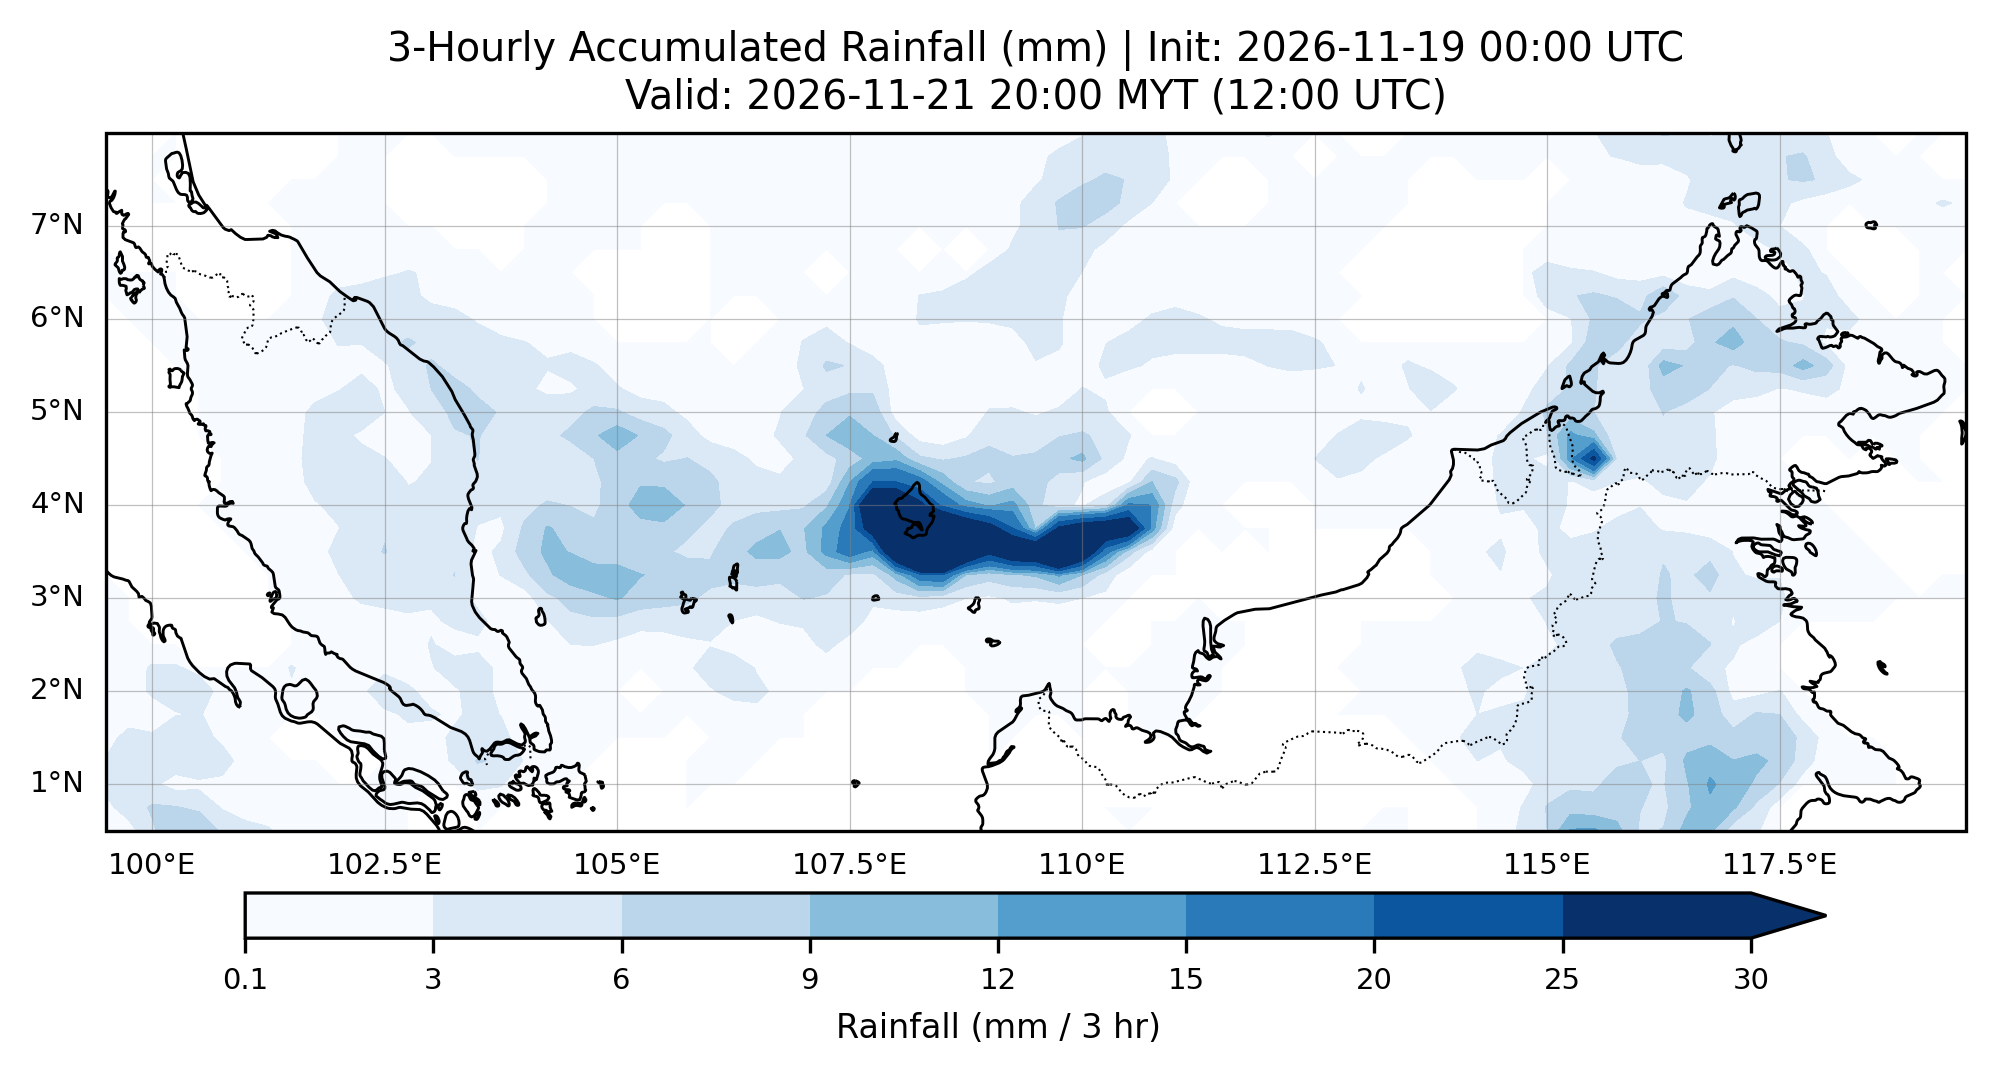 3-Hourly Accumulated Rainfall (mm) | Init: 2026-11-19 00:00 UTC
Valid: 2026-11-21 20:00 MYT (12:00 UTC)
7°N
6°N
5°N
4°N
3°N
2°N
1°N
100°E 102.5°E 105°E 107.5°E 110°E 112.5°E 115°E 117.5°E
0.1 3 6 9 12 15 20 25 30
Rainfall (mm / 3 hr)